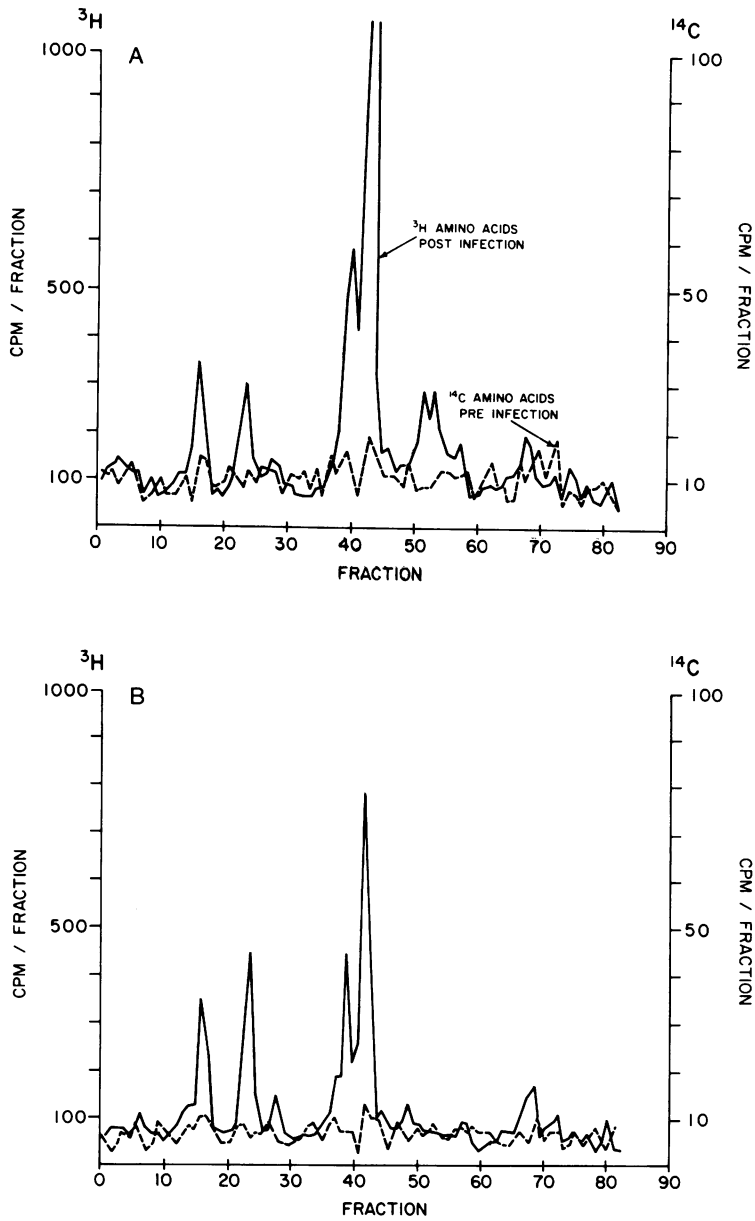 ³H
¹⁴C
A
1000
500
100
100
50
10
CPM / FRACTION
CPM / FRACTION
³H AMINO ACIDS
POST INFECTION
¹⁴C AMINO ACIDS
PRE INFECTION
0 10 20 30 40 50 60 70 80 90
FRACTION
³H
¹⁴C
B
1000
500
100
100
50
10
CPM / FRACTION
CPM / FRACTION
0 10 20 30 40 50 60 70 80 90
FRACTION